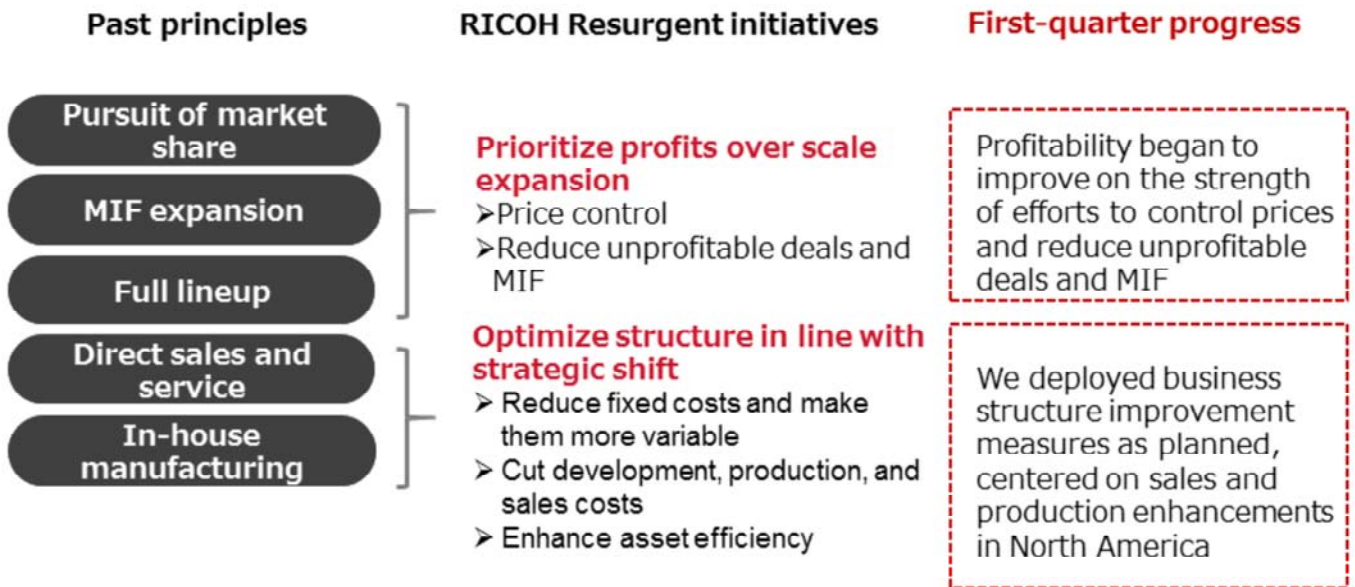 Past principles
RICOH Resurgent initiatives
First-quarter progress
Pursuit of market
share
MIF expansion
Full lineup
Direct sales and
service
In-house
manufacturing
Prioritize profits over scale
expansion
➢Price control
➢Reduce unprofitable deals and
MIF
Optimize structure in line with
strategic shift
➢ Reduce fixed costs and make
them more variable
➢ Cut development, production, and
sales costs
➢ Enhance asset efficiency
Profitability began to
improve on the strength
of efforts to control prices
and reduce unprofitable
deals and MIF
We deployed business
structure improvement
measures as planned,
centered on sales and
production enhancements
in North America